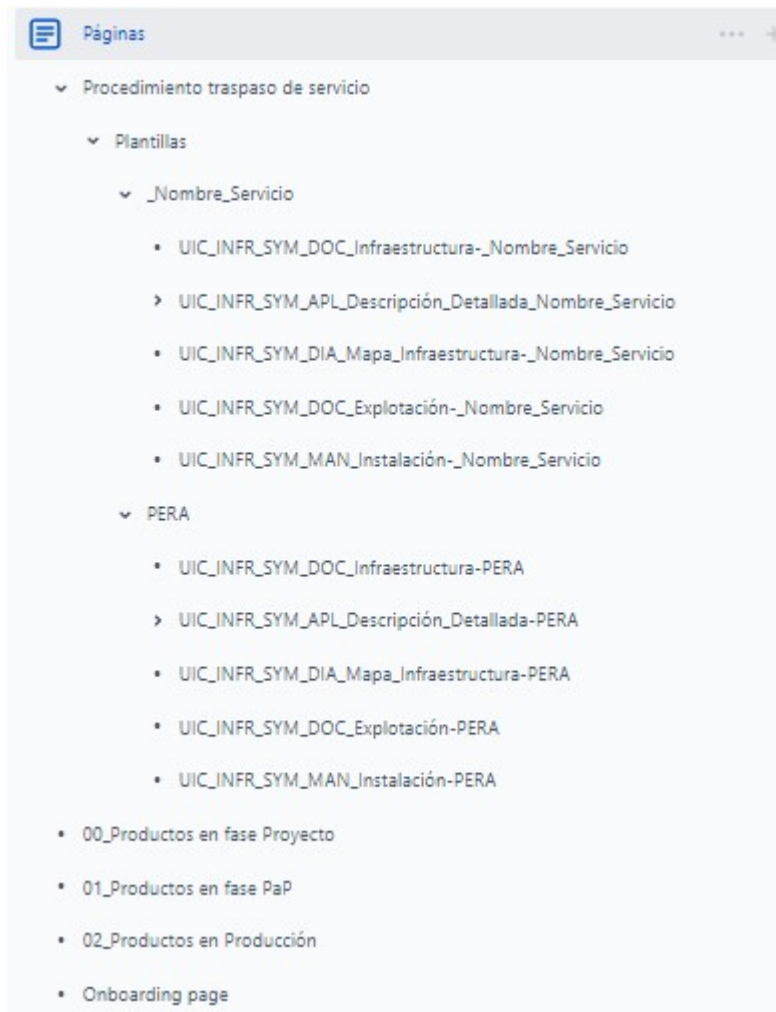 Páginas
Procedimiento traspaso de servicio
Plantillas
_Nombre_Servicio
UIC_INFR_SYM_DOC_Infraestructura-_Nombre_Servicio
UIC_INFR_SYM_APL_Descripción_Detallada_Nombre_Servicio
UIC_INFR_SYM_DIA_Mapa_Infraestructura-_Nombre_Servicio
UIC_INFR_SYM_DOC_Explotación-_Nombre_Servicio
UIC_INFR_SYM_MAN_Instalación-_Nombre_Servicio
PERA
UIC_INFR_SYM_DOC_Infraestructura-PERA
UIC_INFR_SYM_APL_Descripción_Detallada-PERA
UIC_INFR_SYM_DIA_Mapa_Infraestructura-PERA
UIC_INFR_SYM_DOC_Explotación-PERA
UIC_INFR_SYM_MAN_Instalación-PERA
00_Productos en fase Proyecto
01_Productos en fase PaP
02_Productos en Producción
Onboarding page